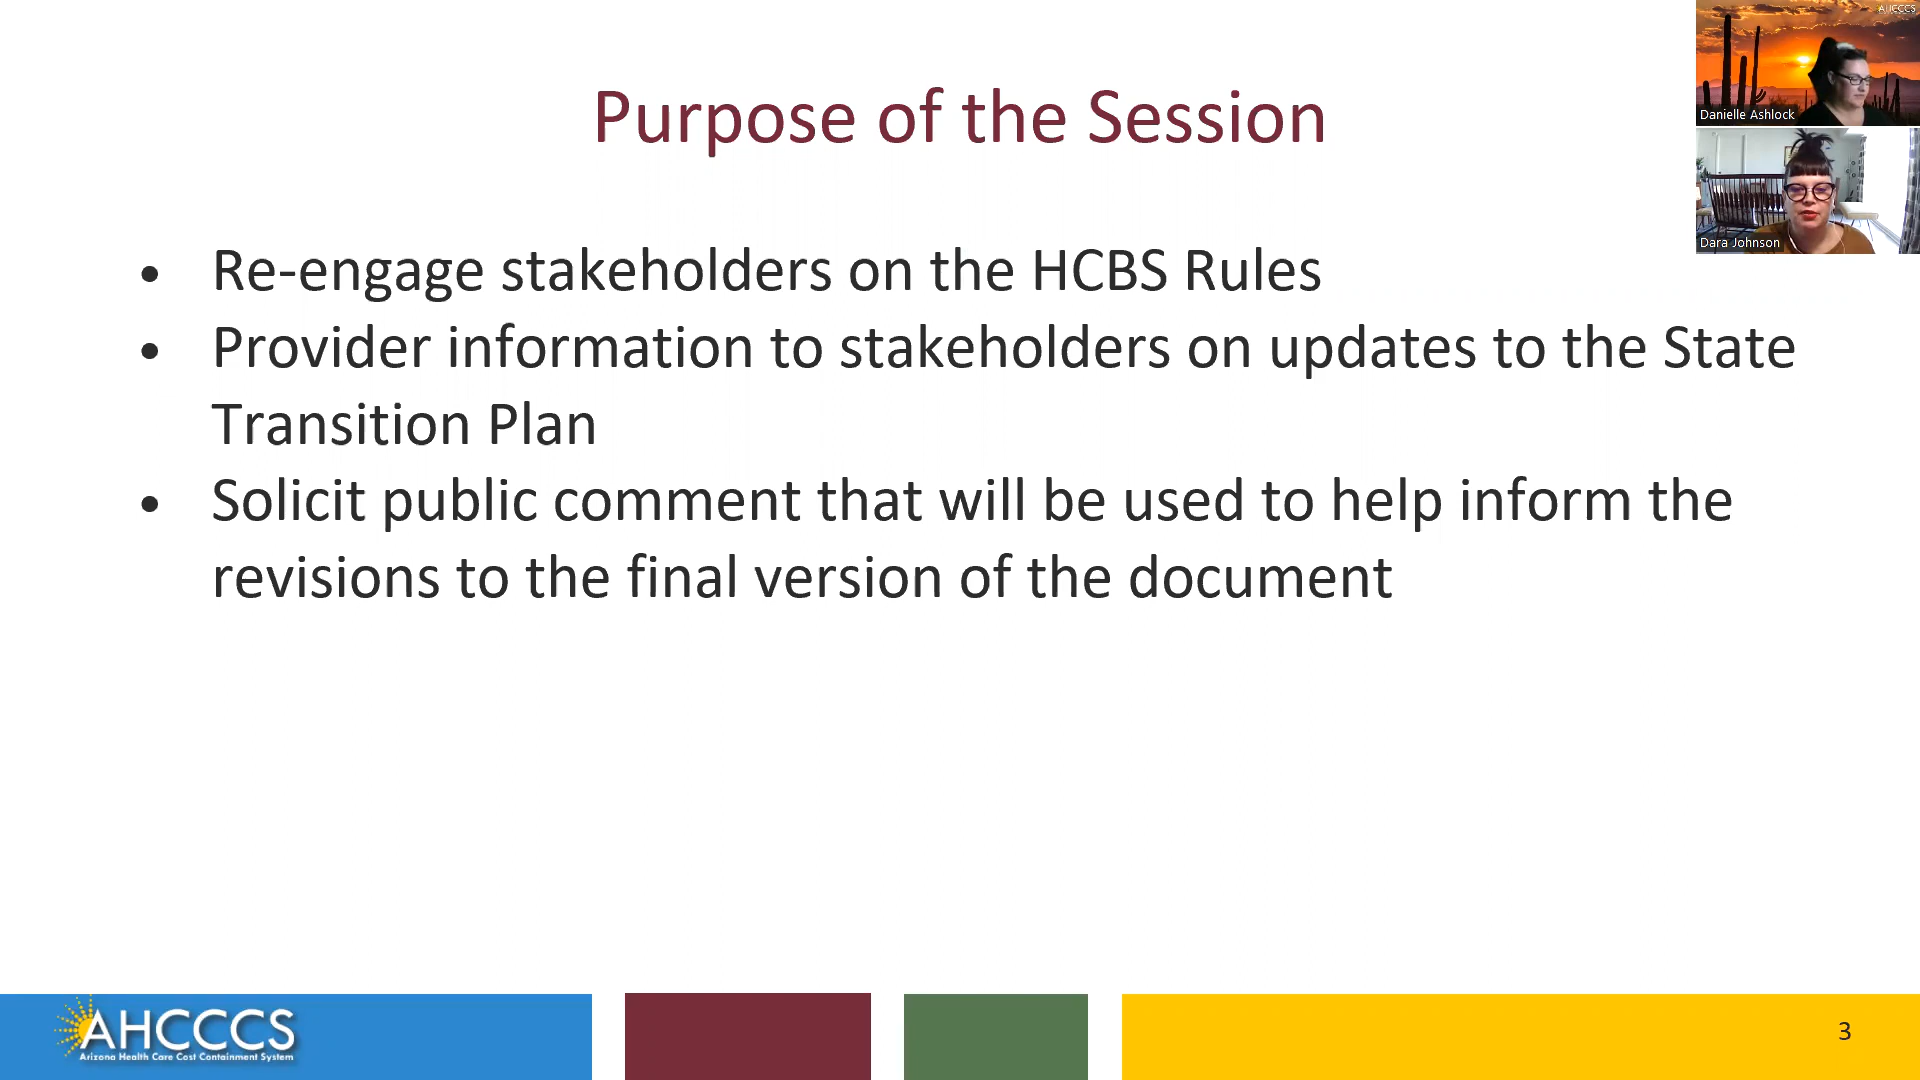 AHCCCS
Purpose of the Session
Danielle Ashlock
Dara Johnson
• Re-engage stakeholders on the HCBS Rules
• Provider information to stakeholders on updates to the State
Transition Plan
• Solicit public comment that will be used to help inform the
revisions to the final version of the document
AHCCCS
Arizona Health Care Cost Containment System
3